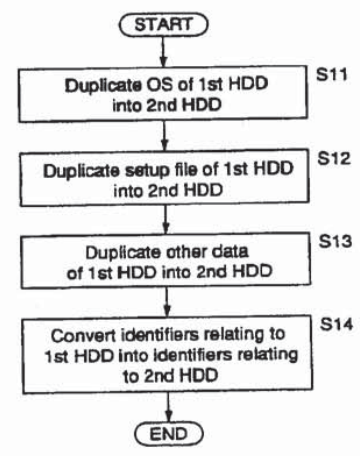 START
S11
Duplicate OS of 1st HDD
into 2nd HDD
S12
Duplicate setup file of 1st HDD
into 2nd HDD
S13
Duplicate other data
of 1st HDD into 2nd HDD
S14
Convert identifiers relating to
1st HDD into identifiers relating
to 2nd HDD
END